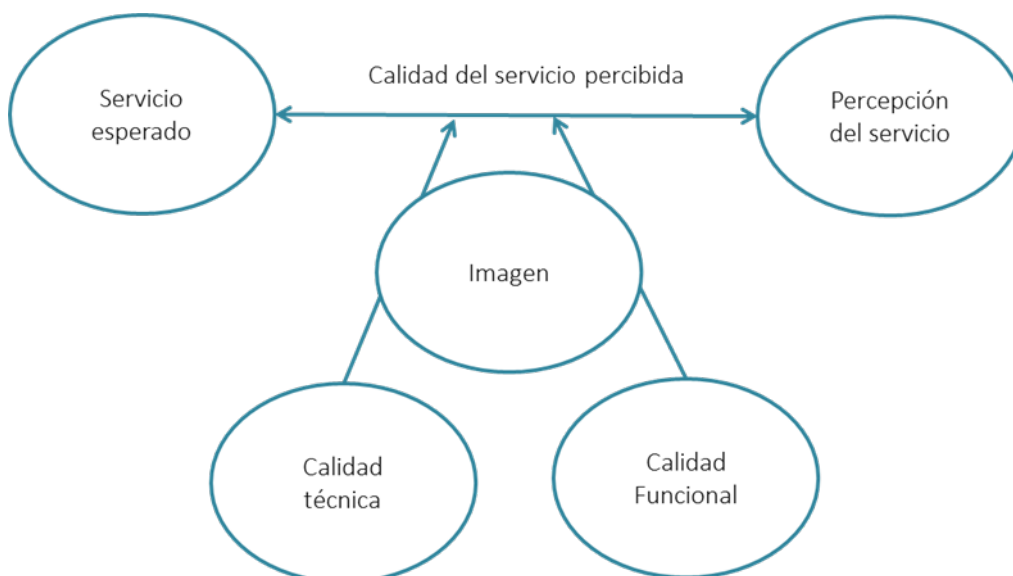 Calidad del servicio percibida
Servicio
esperado
Percepción
del servicio
Imagen
Calidad
técnica
Calidad
Funcional